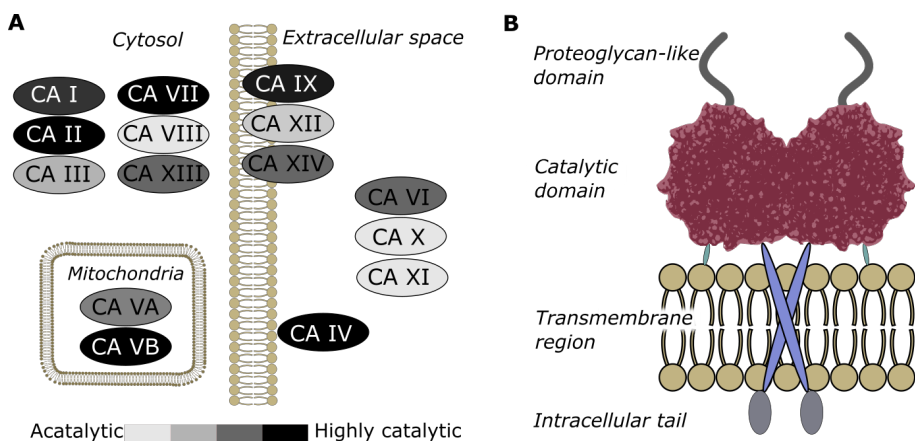 A
Cytosol
Extracellular space
CA I
CA VII
CA II
CA VIII
CA III
CA XIII
CA IX
CA XII
CA XIV
CA VI
CA X
CA XI
Mitochondria
CA VA
CA VB
CA IV
Acatalytic
Highly catalytic
B
Proteoglycan-like
domain
Catalytic
domain
Transmembrane
region
Intracellular tail